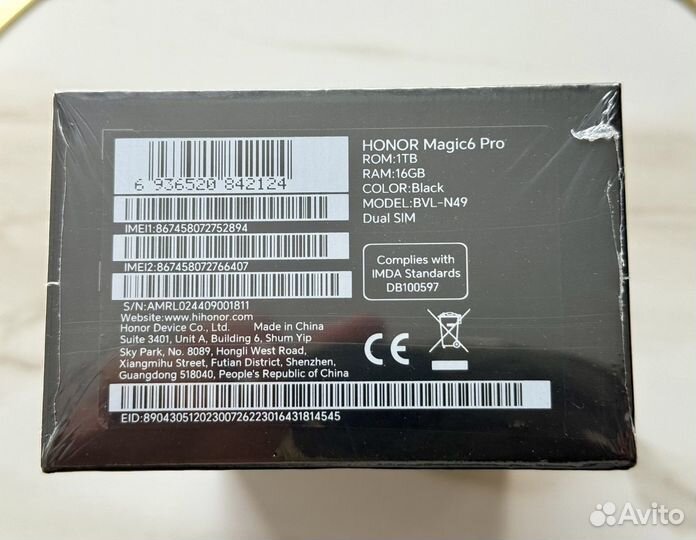 6 936520 842124
IMEI1:867458072752894
IMEI2:867458072766407
S/N:AMRL024409001811
www.hihonor.com
Honor Device Co., Ltd. Made in China
Suite 3401, Unit A, Building 6, Shum Yip
Sky Park, No. 8089, Hongli West Road,
Xiangmihu Street, Futian District, Shenzhen,
Guangdong 518040, People's Republic of China
EID:89043051202300726223016431814545
HONOR Magic6 Pro
ROM:1TB
RAM:16GB
COLOR:Black
MODEL:BVL-N49
Dual SIM
Complies with
IMDA Standards
DB100597
CE
Avito